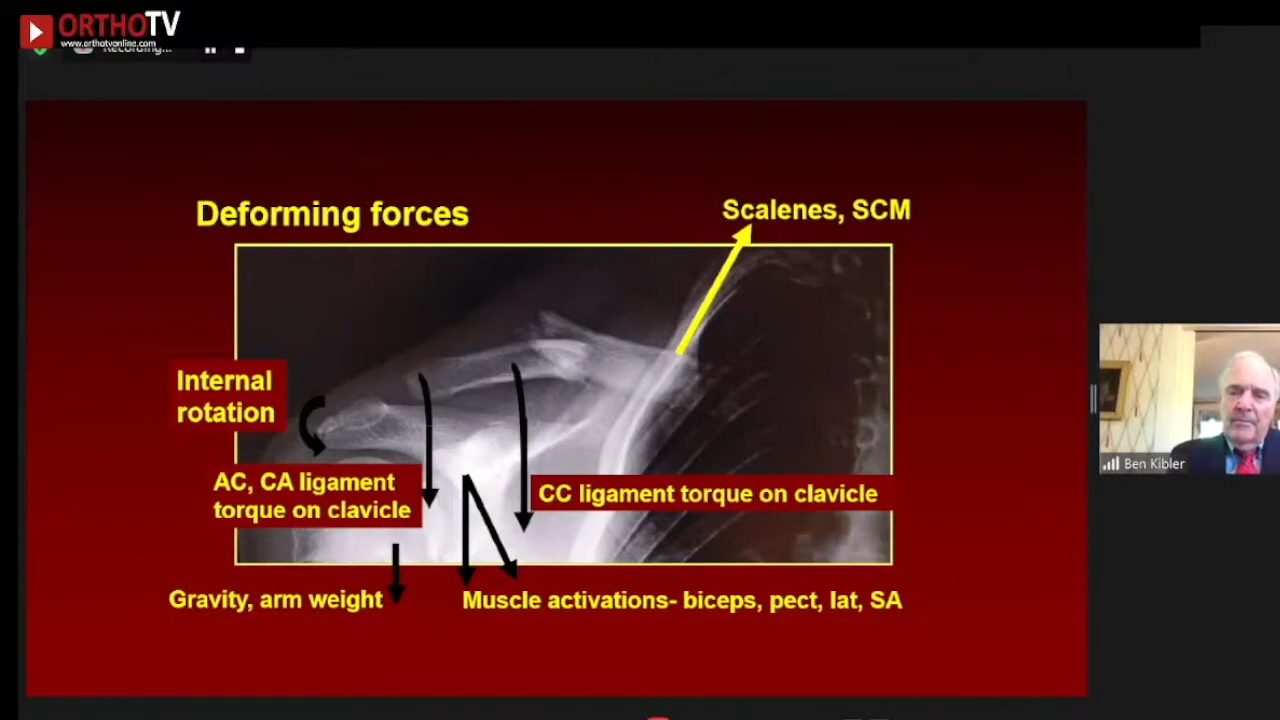 ORTHOTV
www.orthotvonline.com
Recording...
Deforming forces
Scalenes, SCM
Internal
rotation
AC, CA ligament
torque on clavicle
CC ligament torque on clavicle
Gravity, arm weight
Muscle activations- biceps, pect, lat, SA
Ben Kibler